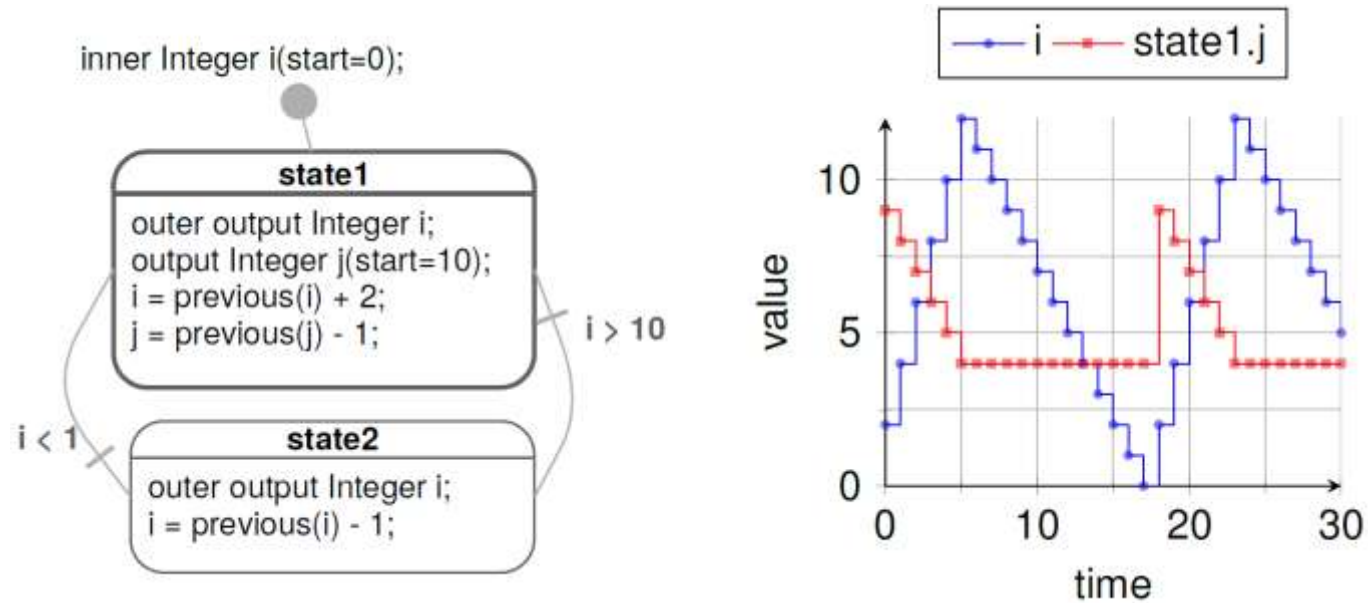 inner Integer i(start=0);
state1
outer output Integer i;
output Integer j(start=10);
i = previous(i) + 2;
j = previous(j) - 1;
i > 10
i < 1
state2
outer output Integer i;
i = previous(i) - 1;
i state1.j
10
5
0
value
0 10 20 30
time